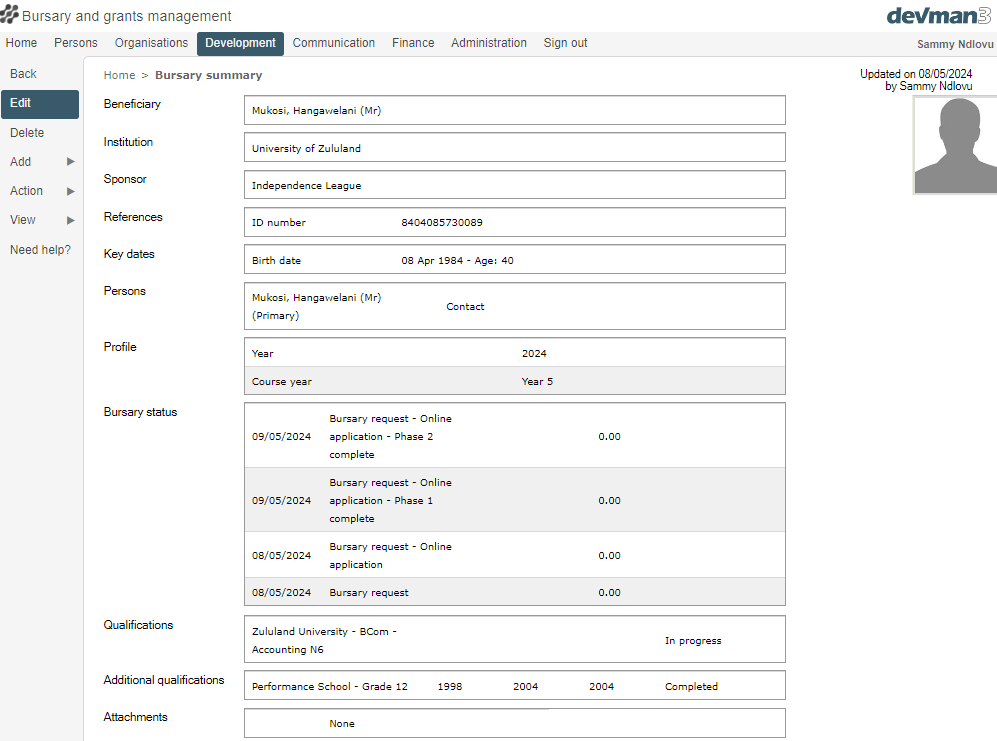 Bursary and grants management
devman3
Home Persons Organisations Development Communication Finance Administration Sign out
Sammy Ndlovu
Back
Edit
Delete
Add
Action
View
Need help?
Home > Bursary summary
Updated on 08/05/2024
by Sammy Ndlovu
Beneficiary
Mukosi, Hangawelani (Mr)
Institution
University of Zululand
Sponsor
Independence League
References
ID number 8404085730089
Key dates
Birth date 08 Apr 1984 - Age: 40
Persons
Mukosi, Hangawelani (Mr)
(Primary)
Contact
Profile
Year 2024
Course year Year 5
Bursary status
09/05/2024
Bursary request - Online
application - Phase 2
complete
0.00
09/05/2024
Bursary request - Online
application - Phase 1
complete
0.00
08/05/2024
Bursary request - Online
application
0.00
08/05/2024 Bursary request 0.00
Qualifications
Zululand University - BCom -
Accounting N6
In progress
Additional qualifications
Performance School - Grade 12 1998 2004 2004 Completed
Attachments
None